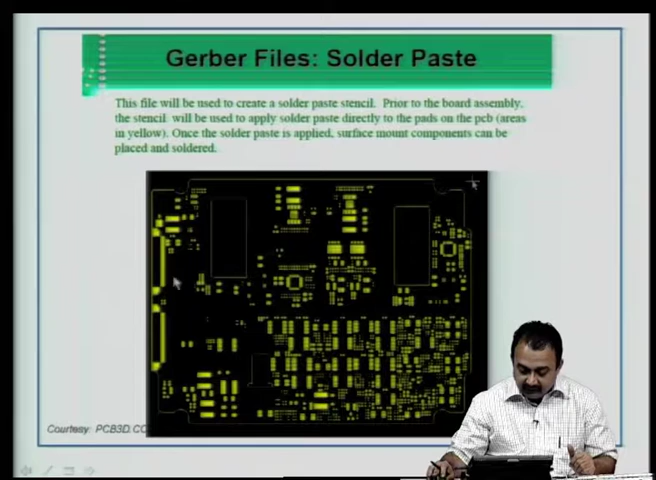 Gerber Files: Solder Paste
This file will be used to create a solder paste stencil. Prior to the board assembly,
the stencil will be used to apply solder paste directly to the pads on the pcb (areas
in yellow). Once the solder paste is applied, surface mount components can be
placed and soldered.
Courtesy: PCB3D.CO